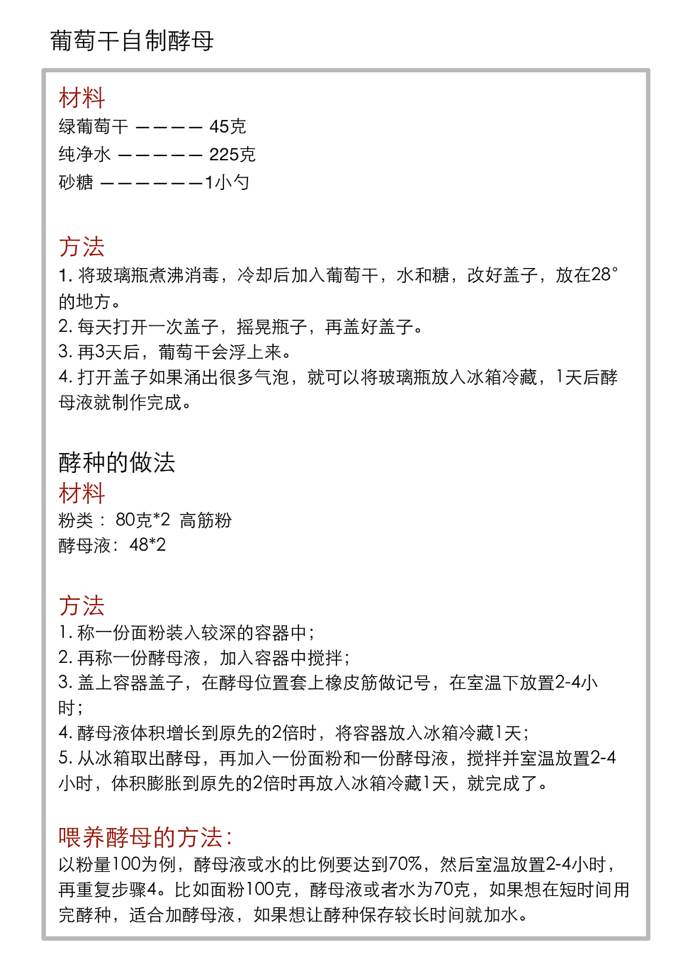 葡萄干自制酵母
材料
绿葡萄干 ———— 45克
纯净水 ————— 225克
砂糖 ——————1小勺
方法
1. 将玻璃瓶煮沸消毒，冷却后加入葡萄干，水和糖，改好盖子，放在28°
的地方。
2. 每天打开一次盖子，摇晃瓶子，再盖好盖子。
3. 再3天后，葡萄干会浮上来。
4. 打开盖子如果涌出很多气泡，就可以将玻璃瓶放入冰箱冷藏，1天后酵
母液就制作完成。
酵种的做法
材料
粉类： 80克*2 高筋粉
酵母液：48*2
方法
1. 称一份面粉装入较深的容器中；
2. 再称一份酵母液，加入容器中搅拌；
3. 盖上容器盖子，在酵母位置套上橡皮筋做记号，在室温下放置2-4小
时；
4. 酵母液体积增长到原先的2倍时，将容器放入冰箱冷藏1天；
5. 从冰箱取出酵母，再加入一份面粉和一份酵母液，搅拌并室温放置2-4
小时，体积膨胀到原先的2倍时再放入冰箱冷藏1天，就完成了。
喂养酵母的方法：
以粉量100为例，酵母液或水的比例要达到70%，然后室温放置2-4小时，
再重复步骤4。比如面粉100克，酵母液或者水为70克，如果想在短时间用
完酵种，适合加酵母液，如果想让酵种保存较长时间就加水。